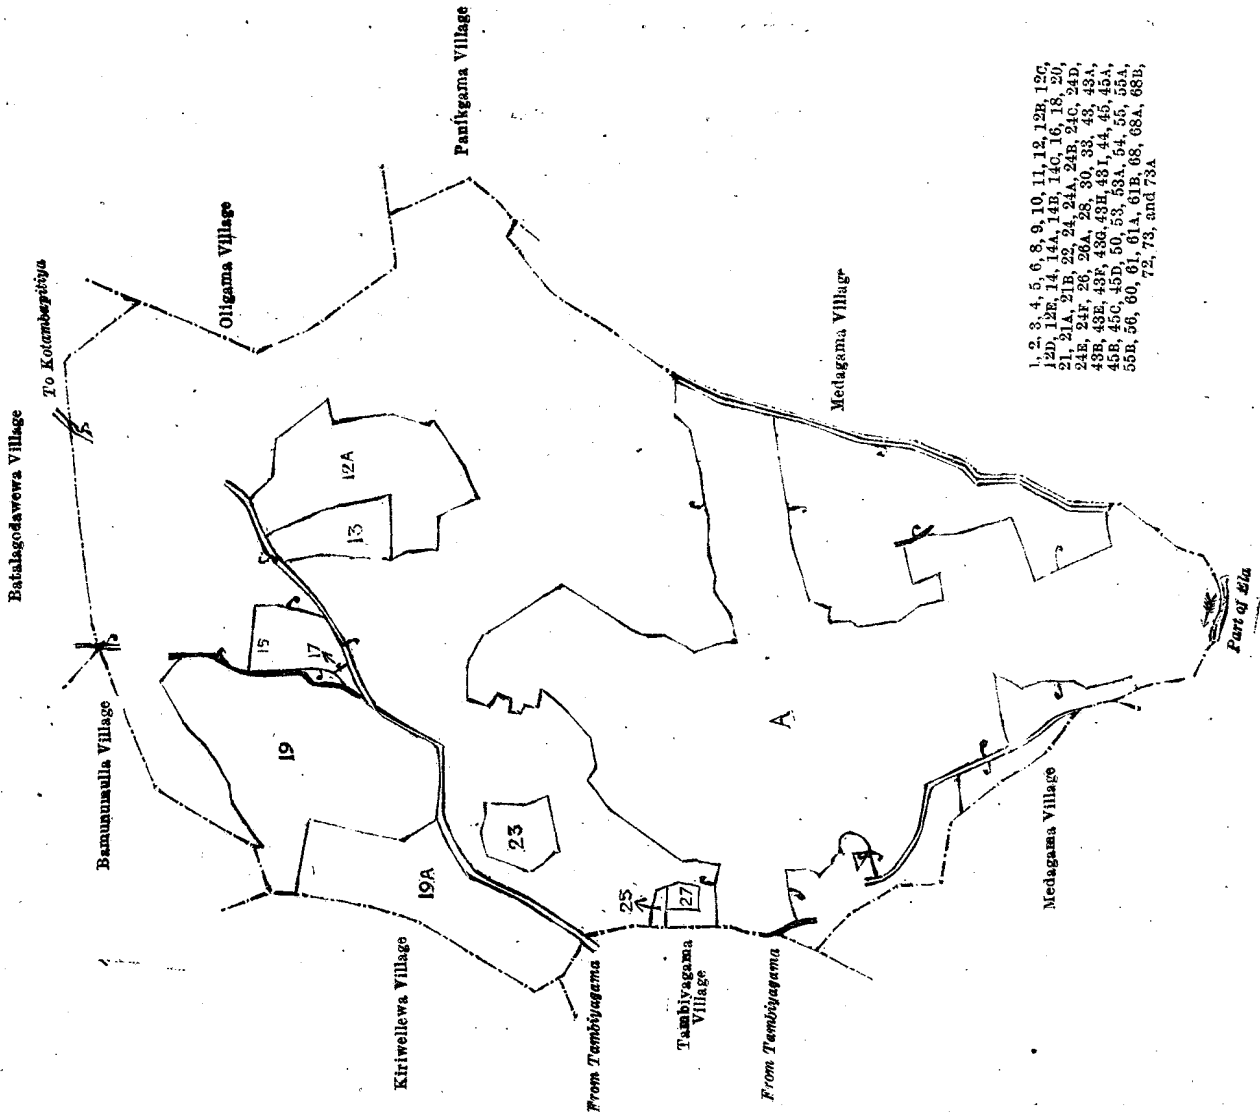 Batalagodawewa Village
To Kotambapitiya
Oligama Village
Panikgama Village
Bamunumulla Village
12A
13
15
17
19
19A
23
25
27
A
Kiriwellewa Village
From Tambiyagama
Tambiyagama
Village
From Tambiyagama
Medagama Village
Medagama Village
Part of Ela
1, 2, 3, 4, 5, 6, 8, 9, 10, 11, 12, 12B, 12C,
12D, 12E, 14, 14A, 14B, 14C, 16, 18, 20,
21, 21A, 21B, 22, 24, 24A, 24B, 24C, 24D,
24E, 24F, 26, 26A, 28, 30, 33, 43, 43A,
43B, 43E, 43F, 43G, 43H, 43I, 44, 45, 45A,
45B, 45C, 45D, 50, 53, 53A, 54, 55, 55A,
55B, 56, 60, 61, 61A, 61B, 68, 68A, 68B,
72, 73, and 73A